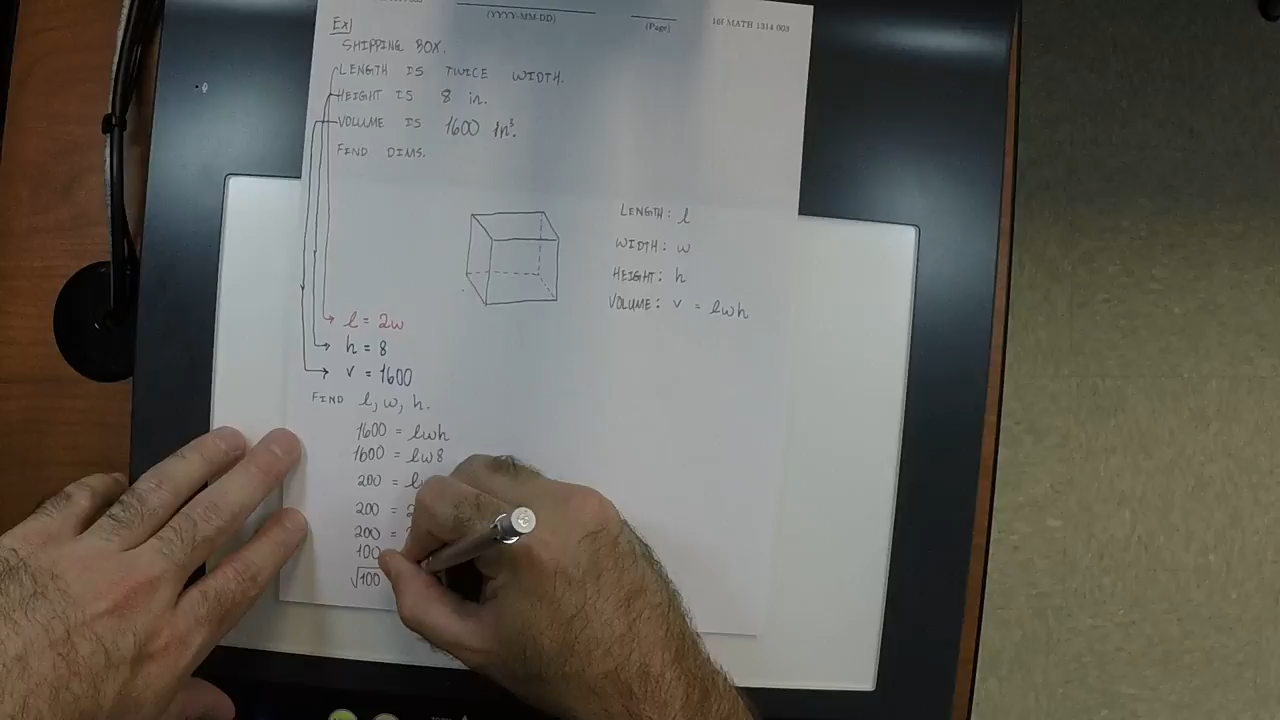 (YYYY-MM-DD)
(Page)
16f MATH 1314 003
Ex
SHIPPING BOX.
LENGTH IS TWICE WIDTH.
HEIGHT IS 8 in.
VOLUME IS 1600 in³.
FIND DIMS.
LENGTH: l
WIDTH: w
HEIGHT: h
VOLUME: v = lwh
l = 2w
h = 8
v = 1600
FIND l, w, h.
1600 = lwh
1600 = lw8
200 = l
200 = 2
200 =
100
√100